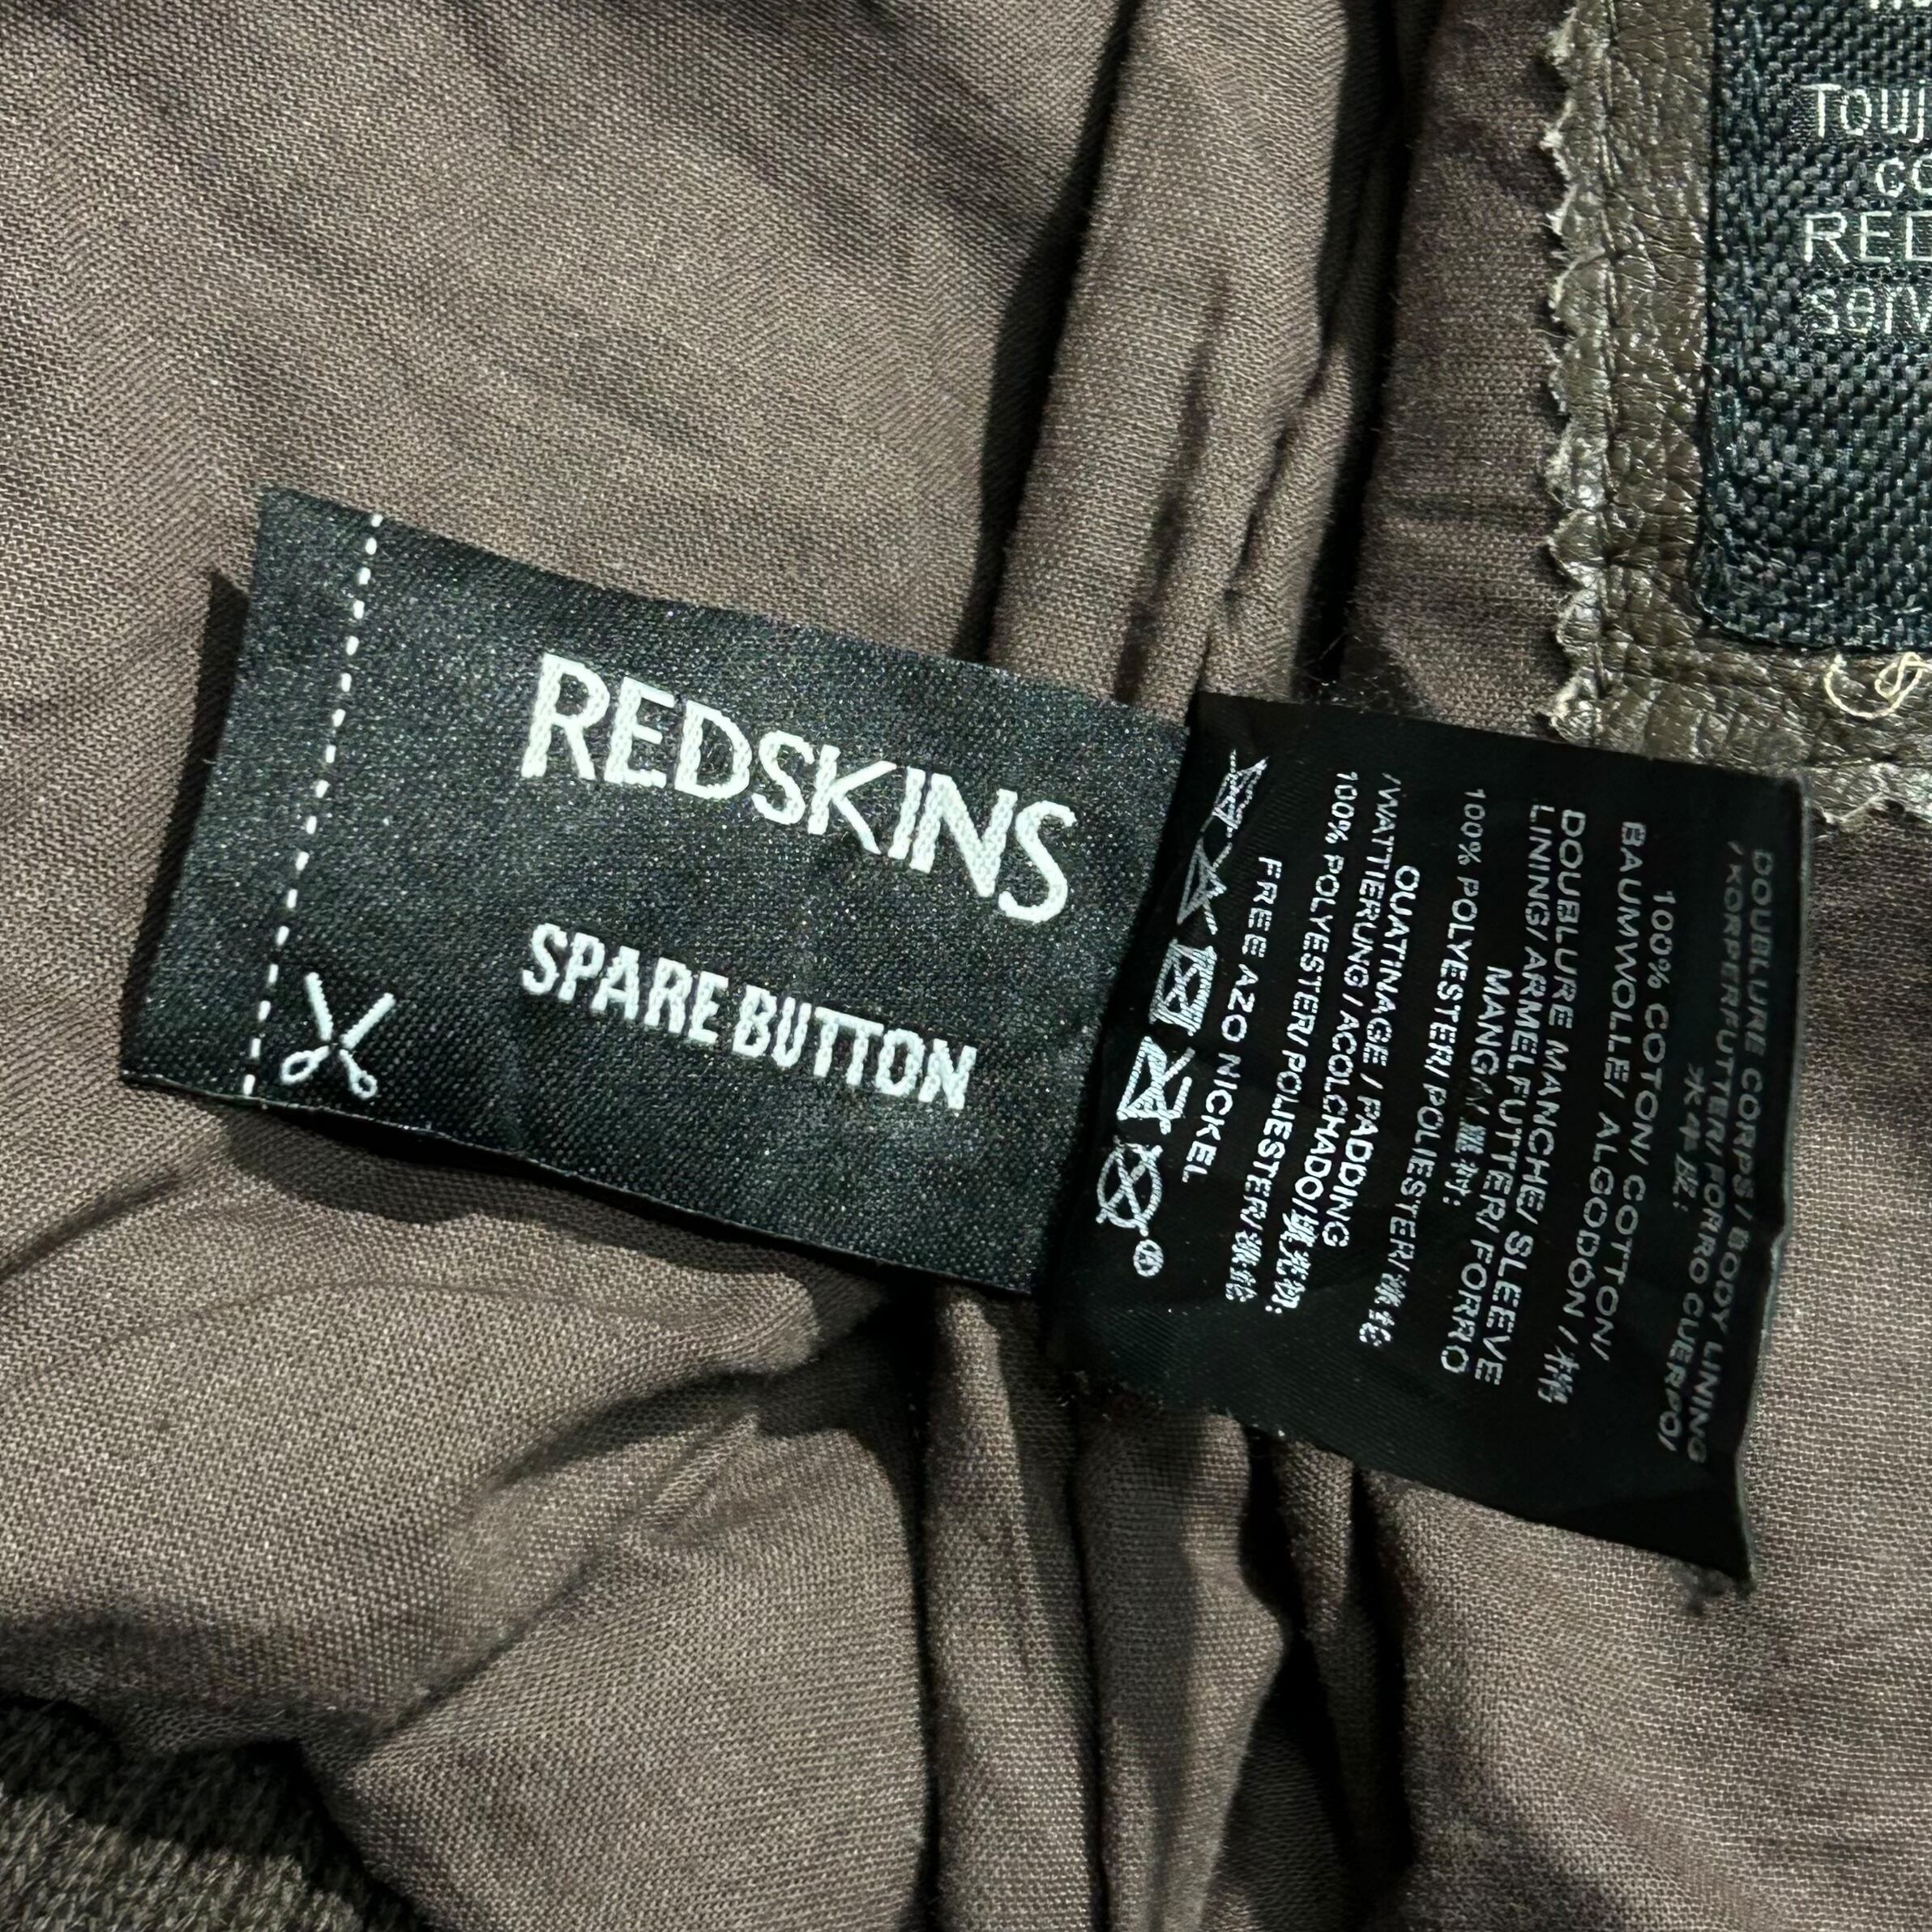 REDSKINS
SPARE BUTTON
DOUBLURE CORPS / BODY LINING
/ KORPERFUTTER/ FORRO CUERPO/
100% COTON/ COTTON/
BAUMWOLLE/ ALGODON /
DOUBLURE MANCHE/ SLEEVE
LINING/ ARMELFUTTER/ FORRO
MANGA/
100% POLYESTER/ POLIESTER/
OUATINAGE / PADDING
/WATTIERUNG / ACOLCHADO/
100% POLYESTER/ POLIESTER/
FREE AZO NICKEL
Touj
co
RED
serv